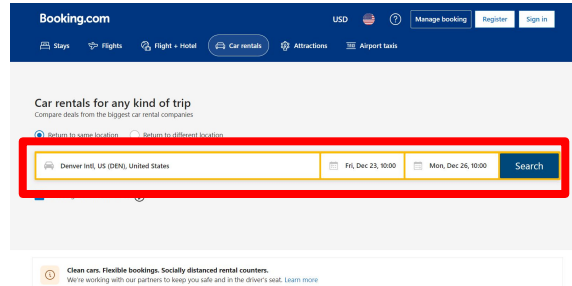 Booking.com
USD
Manage booking
Register
Sign in
Stays
Flights
Flight + Hotel
Car rentals
Attractions
Airport taxis
Car rentals for any kind of trip
Compare deals from the biggest car rental companies
Return to same location
Return to different location
Denver Intl, US (DEN), United States
Fri, Dec 23, 10:00
Mon, Dec 26, 10:00
Search
Clean cars. Flexible bookings. Socially distanced rental counters.
We're working with our partners to keep you safe and in the driver's seat. Learn more